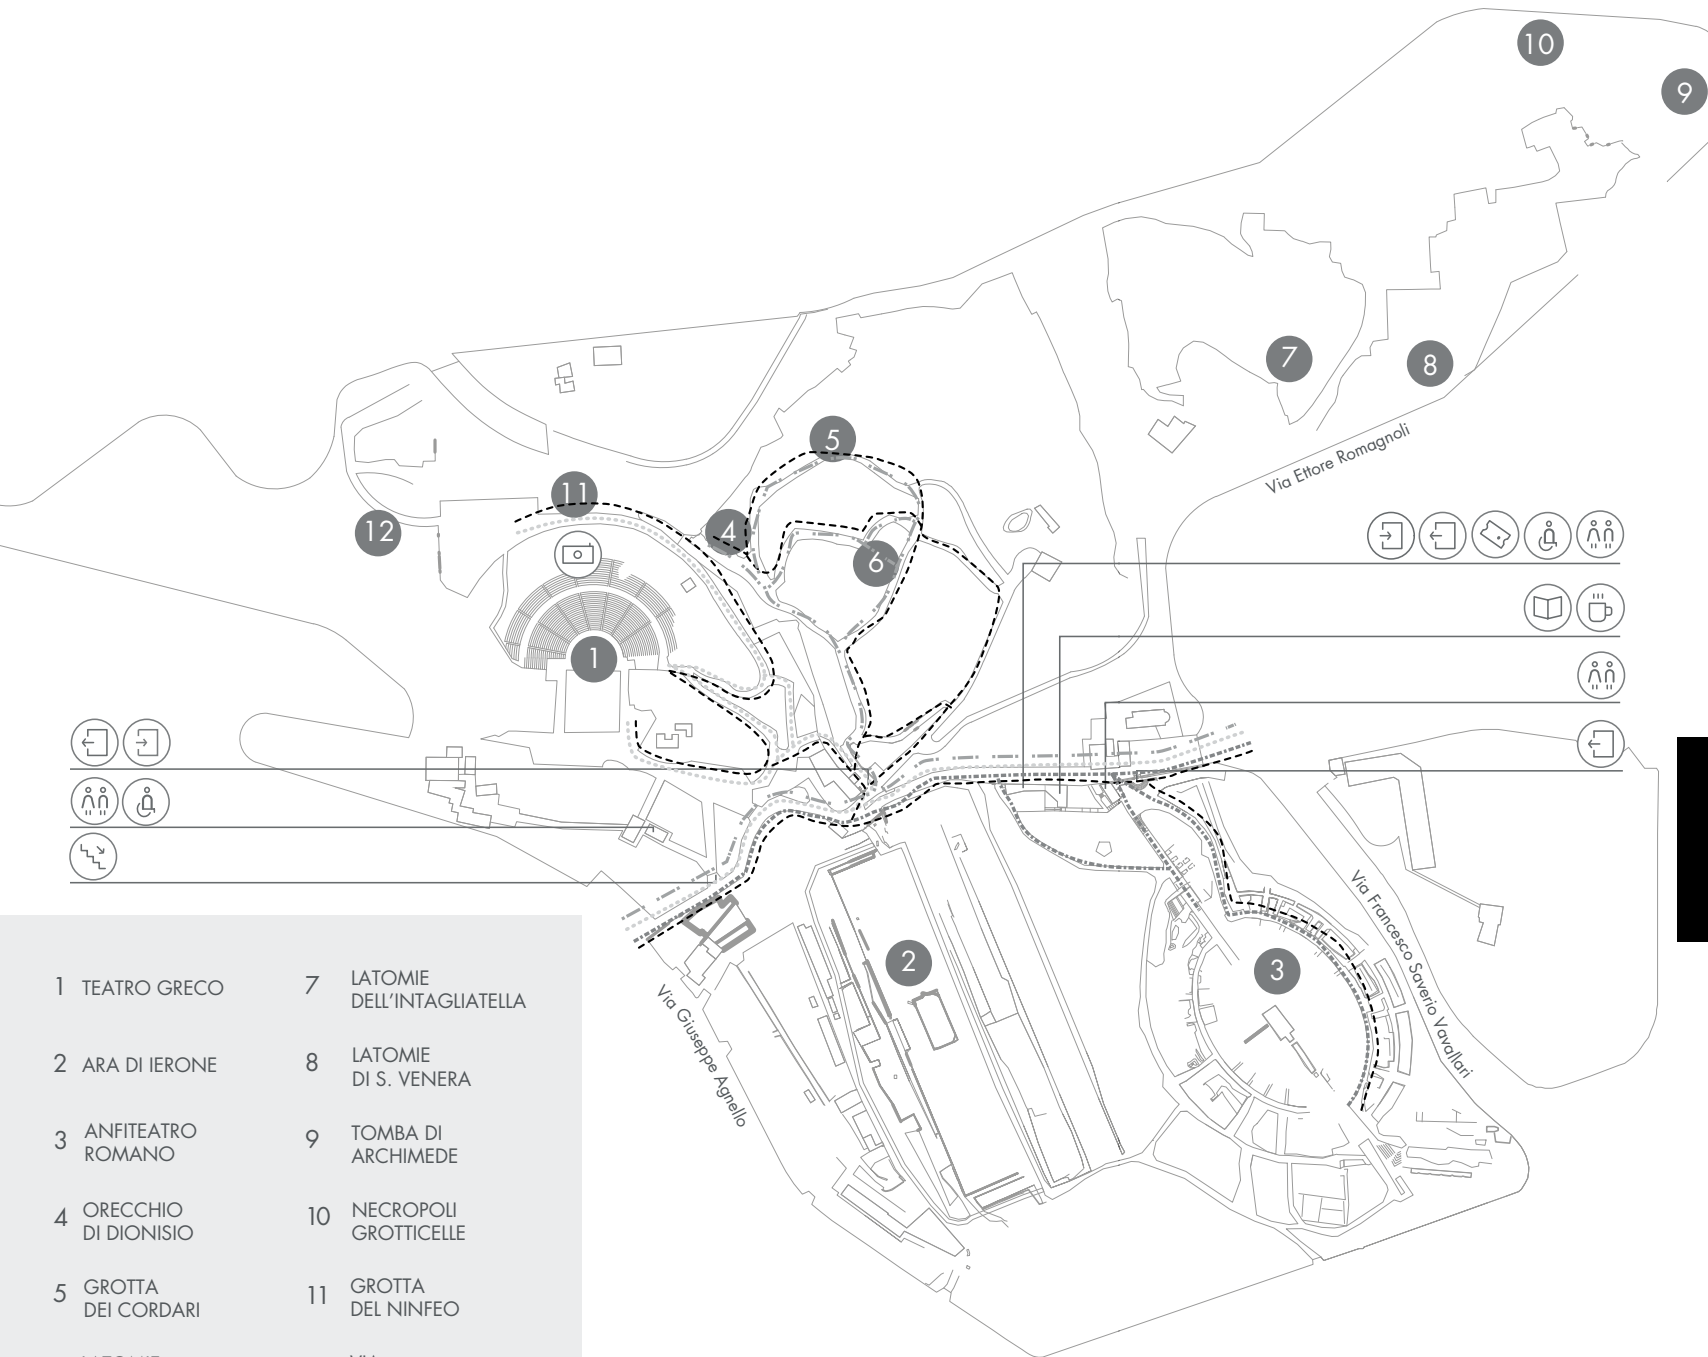 10
9
7
8
Via Ettore Romagnoli
5
11
4
12
6
1
2
3
Via Francesco Saverio Vavallari
Via Giuseppe Agnello
1 TEATRO GRECO
2 ARA DI IERONE
3 ANFITEATRO
ROMANO
4 ORECCHIO
DI DIONISIO
5 GROTTA
DEI CORDARI
7 LATOMIE
DELL'INTAGLIATELLA
8 LATOMIE
DI S. VENERA
9 TOMBA DI
ARCHIMEDE
10 NECROPOLI
GROTTICELLE
11 GROTTA
DEL NINFEO